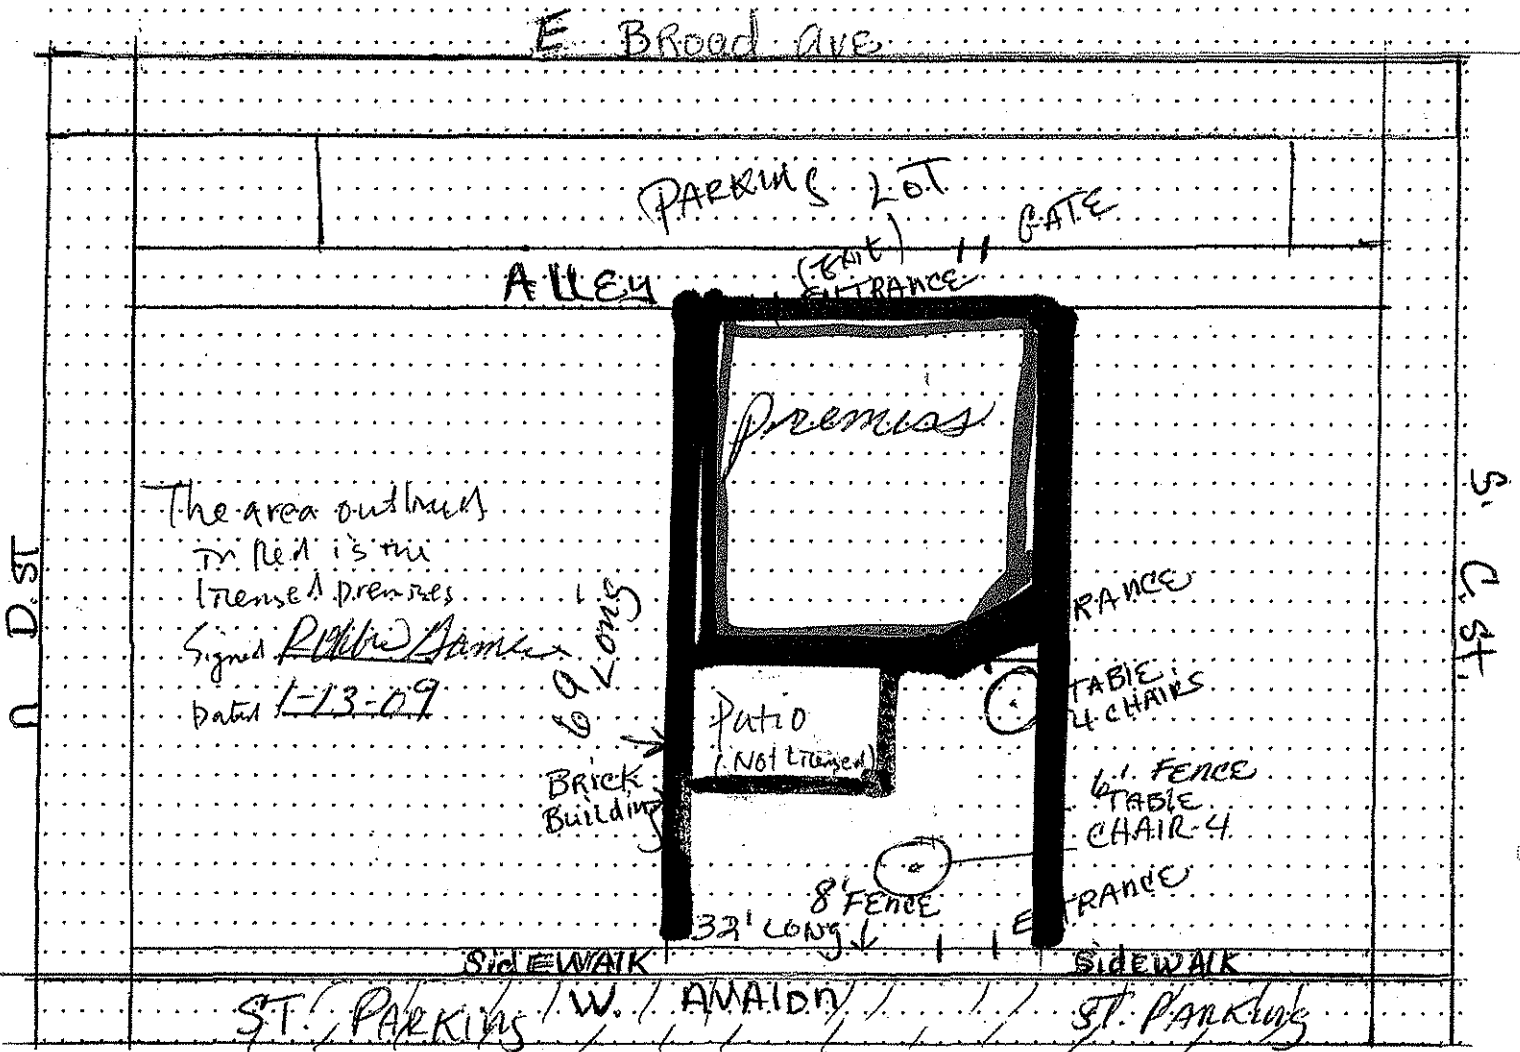 E BRoad AVE
PARKING LOT
GATE
(EXIT)
ENTRANCE
AllEy
premiss
The area outlined
in Red is the
licensed premises
Signed
Dated 1-13-09
n D. ST
S. C. St.
69 LONG
RANCE
TABLE
4 CHAIRS
Patio
(Not Licensed)
BRICK
Building
6' FENCE
TABLE
CHAIR-4
8' FENCE
32' LONG
ENTRANCE
SidEWAlK
SidEWAlK
ST. PARKING
W. AVAlON
ST. PARKING